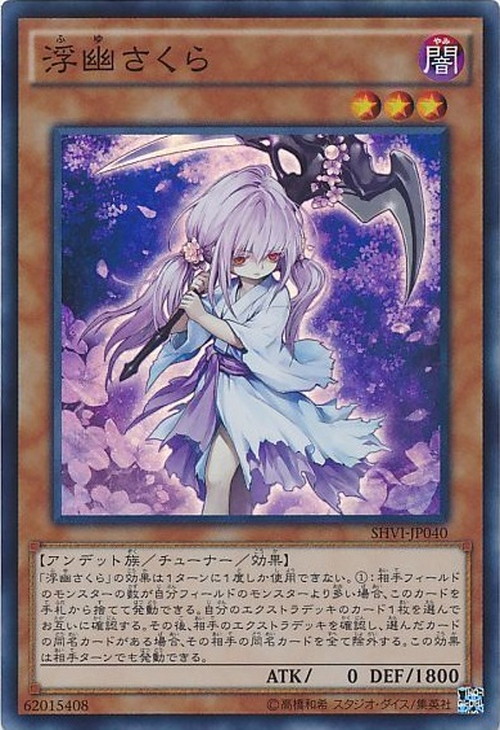 浮幽さくら
ふ ゆ
闇
やみ
SHVI-JP040
【アンデット族／チューナー／効果】
「浮幽さくら」の効果は１ターンに１度しか使用できない。①：相手フィールド
のモンスターの数が自分フィールドのモンスターより多い場合、このカードを
手札から捨てて発動できる。自分のエクストラデッキのカード１枚を選んで
お互いに確認する。その後、相手のエクストラデッキを確認し、選んだカード
の同名カードがある場合、その相手の同名カードを全て除外する。この効果
は相手ターンでも発動できる。
ATK/ 0 DEF/1800
62015408
©高橋和希 スタジオ・ダイス/集英社